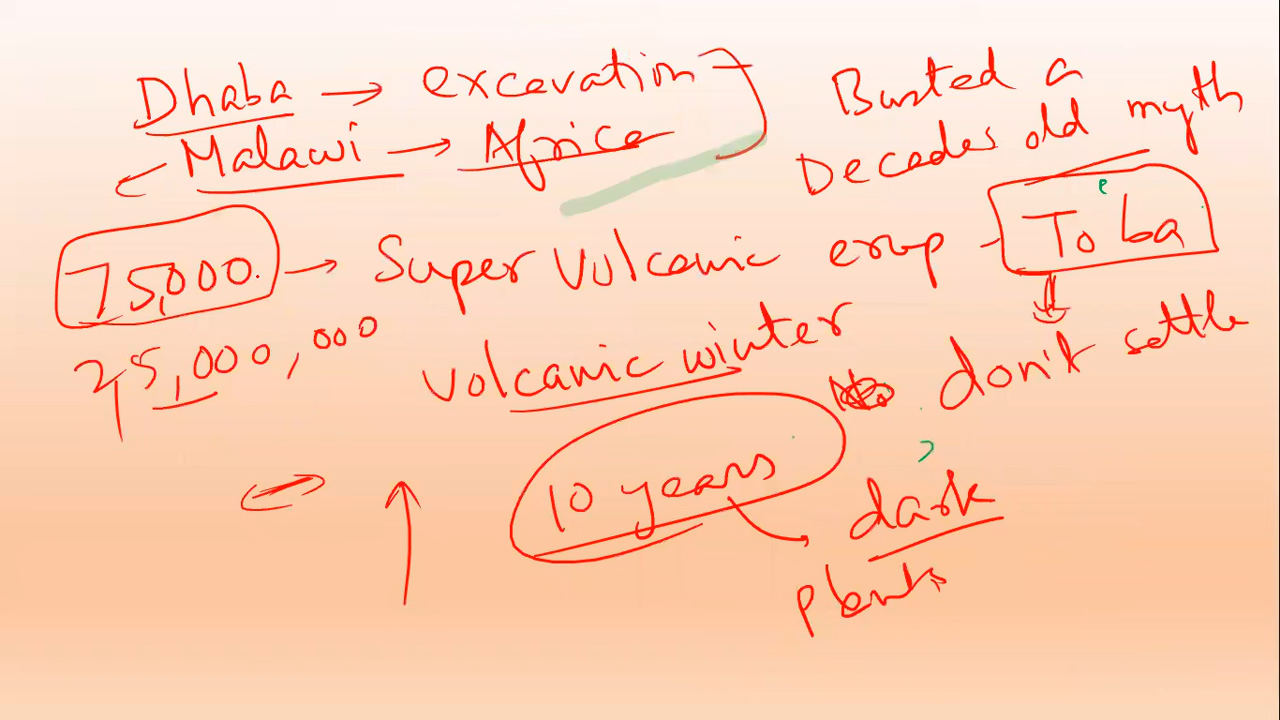 Dhaba → excavation
Busted a
Malawi → Africa
Decades old myth
75,000. → Super volcanic erup - Toba
25,000,000
volcanic winter
don't settle
10 years
dark
plants